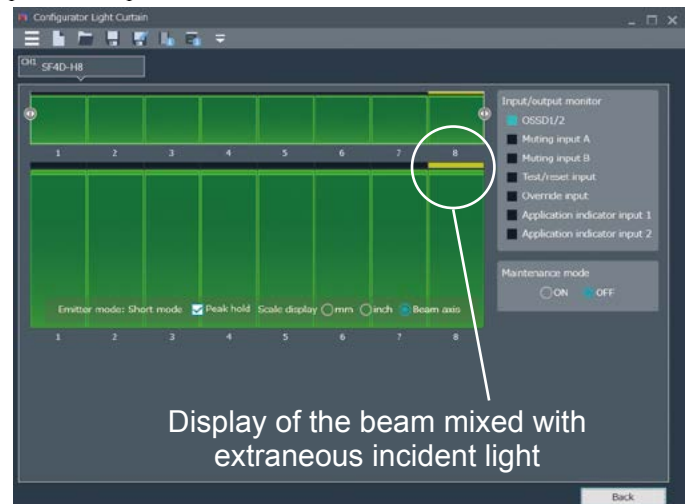 Configurator Light Curtain
CH1 SF4D-H8
1 2 3 4 5 6 7 8
Emitter mode: Short mode Peak hold Scale display mm inch Beam axis
1 2 3 4 5 6 7 8
Input/output monitor
OSSD1/2
Muting input A
Muting input B
Test/reset input
Override input
Application indicator input 1
Application indicator input 2
Maintenance mode
ON OFF
Display of the beam mixed with
extraneous incident light
Back